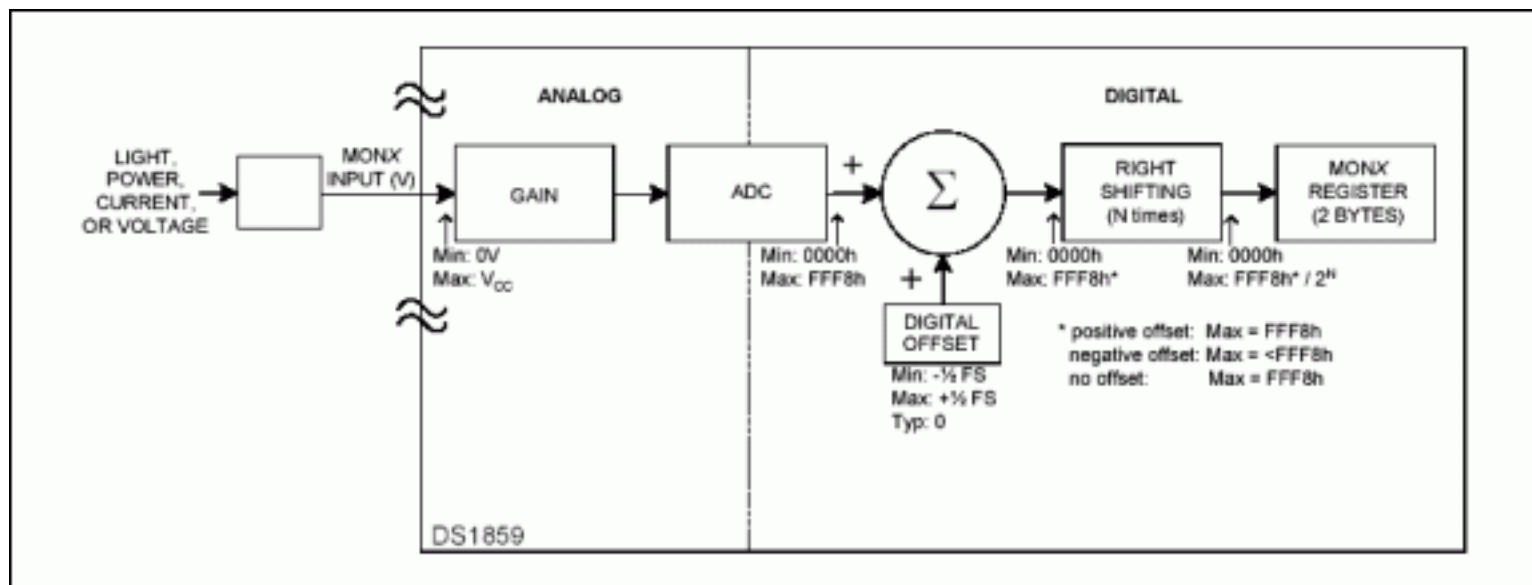 ANALOG
DIGITAL
LIGHT,
POWER,
CURRENT,
OR VOLTAGE
MONX
INPUT (V)
GAIN
ADC
+
Σ
RIGHT
SHIFTING
(N times)
MONX
REGISTER
(2 BYTES)
Min: 0V
Max: VCC
Min: 0000h
Max: FFF8h
+
Min: 0000h
Max: FFF8h*
Min: 0000h
Max: FFF8h* / 2^N
DIGITAL
OFFSET
Min: -½ FS
Max: +½ FS
Typ: 0
* positive offset: Max = FFF8h
negative offset: Max = <FFF8h
no offset: Max = FFF8h
DS1859